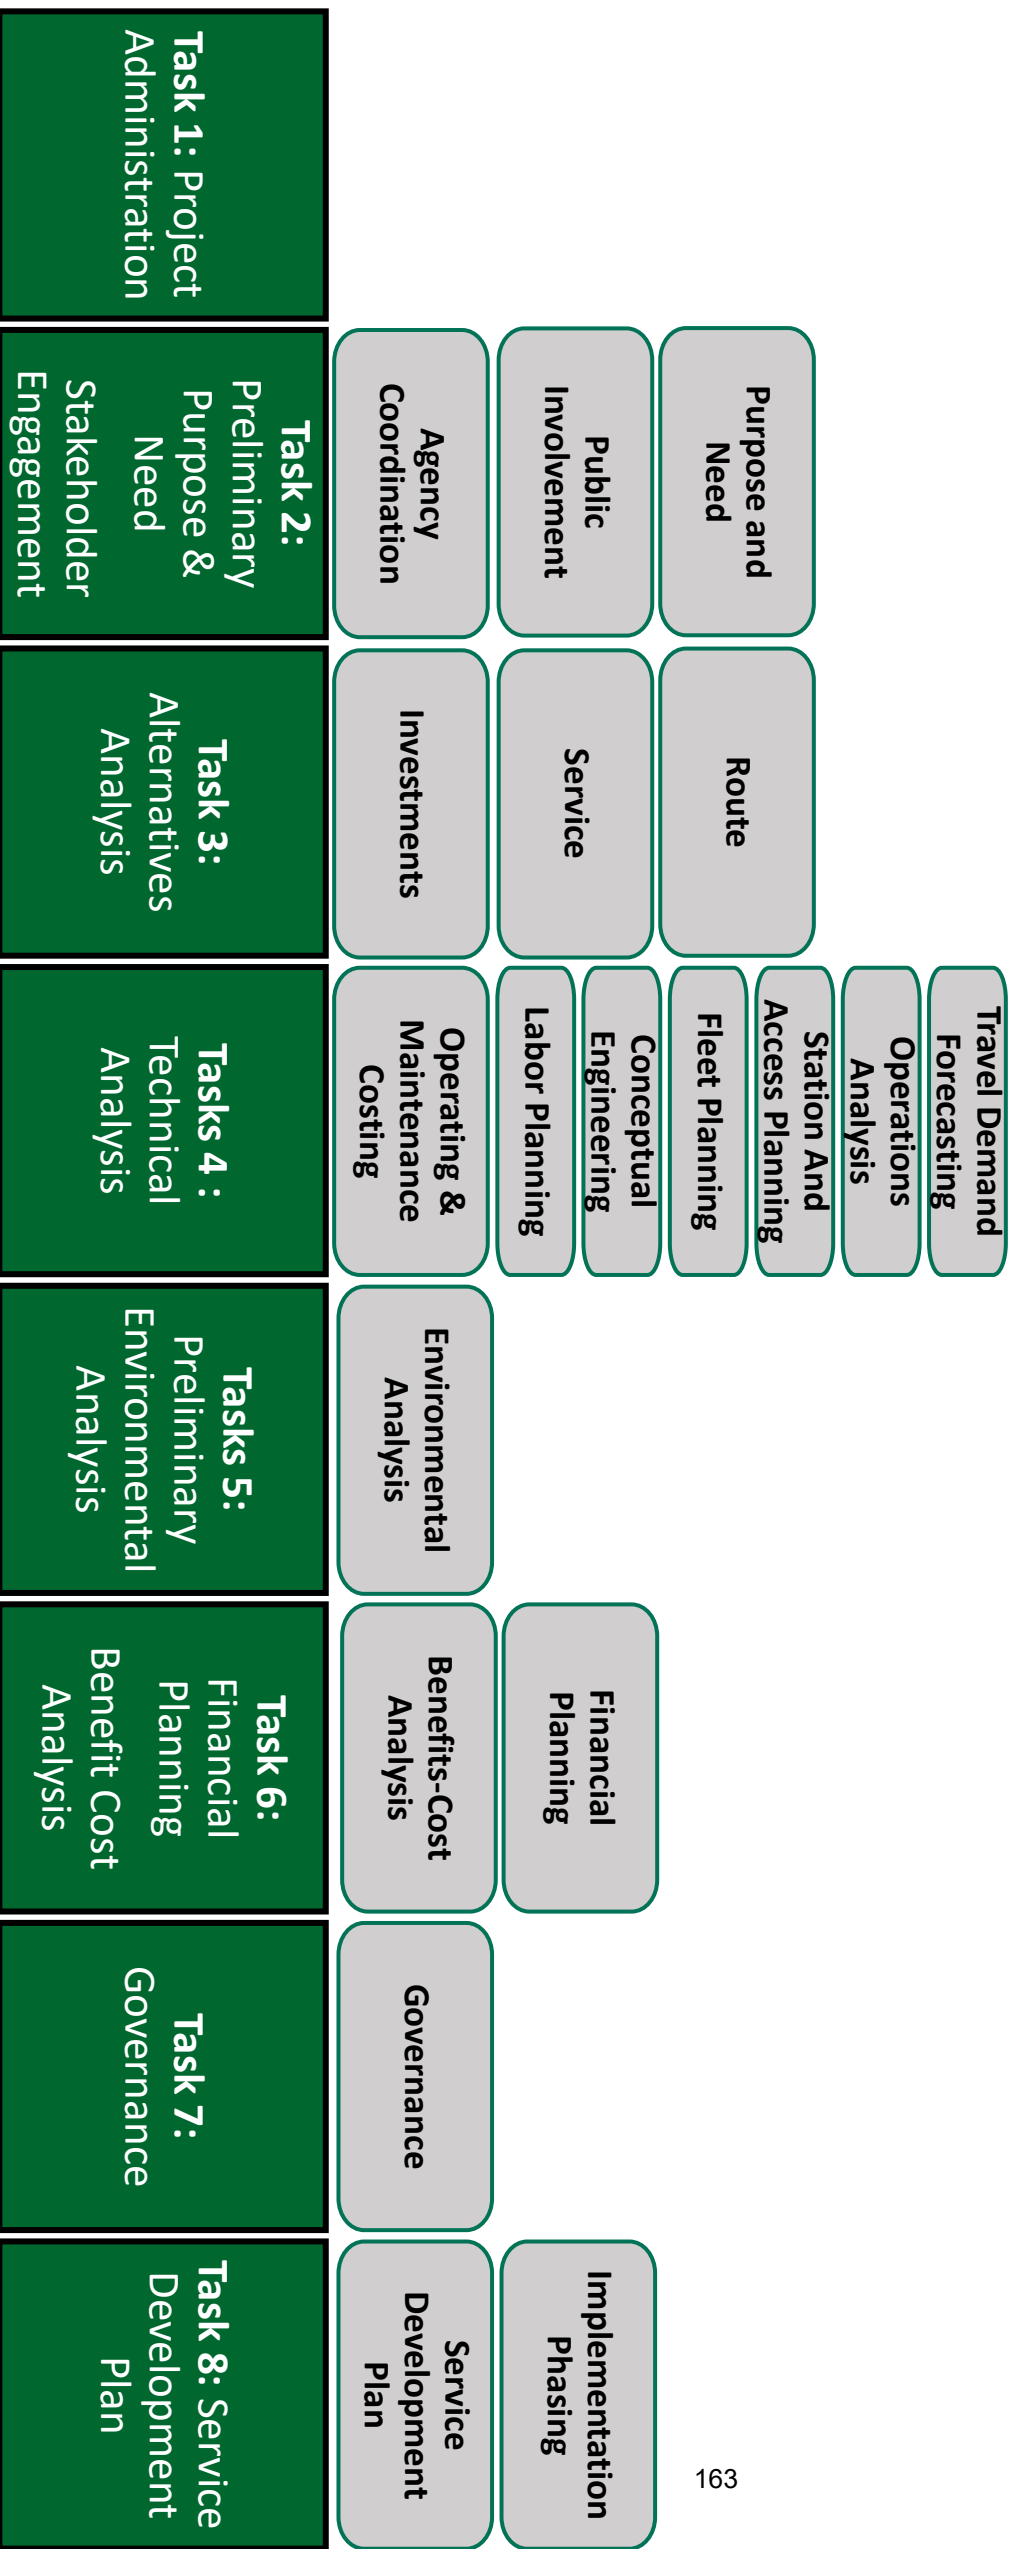 Task 1: Project
Administration
Purpose and
Need
Public
Involvement
Agency
Coordination
Task 2:
Preliminary
Purpose &
Need
Stakeholder
Engagement
Route
Service
Investments
Task 3:
Alternatives
Analysis
Travel Demand
Forecasting
Operations
Analysis
Station And
Access Planning
Fleet Planning
Conceptual
Engineering
Labor Planning
Operating &
Maintenance
Costing
Tasks 4 :
Technical
Analysis
Environmental
Analysis
Tasks 5:
Preliminary
Environmental
Analysis
Financial
Planning
Benefits-Cost
Analysis
Task 6:
Financial
Planning
Benefit Cost
Analysis
Governance
Task 7:
Governance
Implementation
Phasing
Service
Development
Plan
Task 8: Service
Development
Plan
163